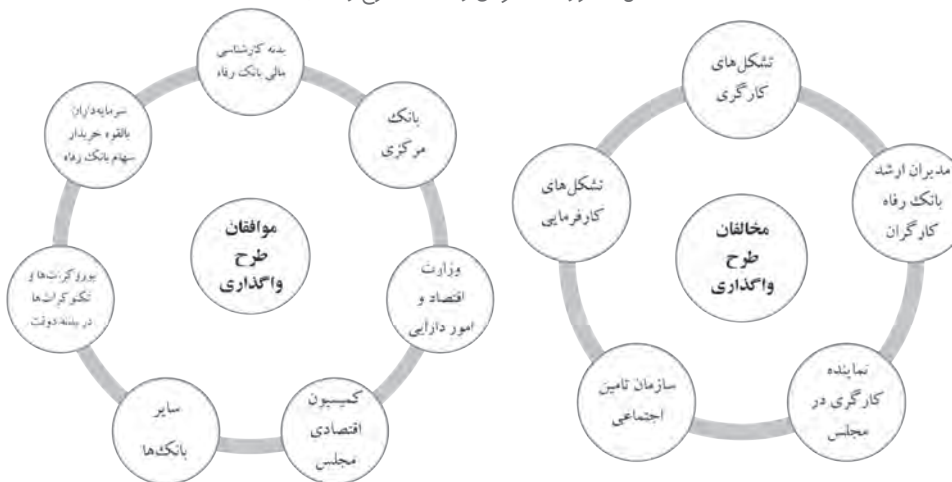 تشکل‌های
کارگری
مدیران ارشد
بانک رفاه
کارگران
نماینده
کارگری در
مجلس
سازمان تامین
اجتماعی
تشکل‌های
کارفرمایی
مخالفان
طرح
واگذاری
بدنه کارشناسی
مالی بانک رفاه
بانک
مرکزی
وزارت
اقتصاد و
امور دارایی
کمیسیون
اقتصادی
مجلس
سایر
بانک‌ها
بوروکرات‌ها و
تکنوکرات‌ها
در بدنه دولت
سرمایه‌داران
بالقوه خریدار
سهام بانک رفاه
موافقان
طرح
واگذاری